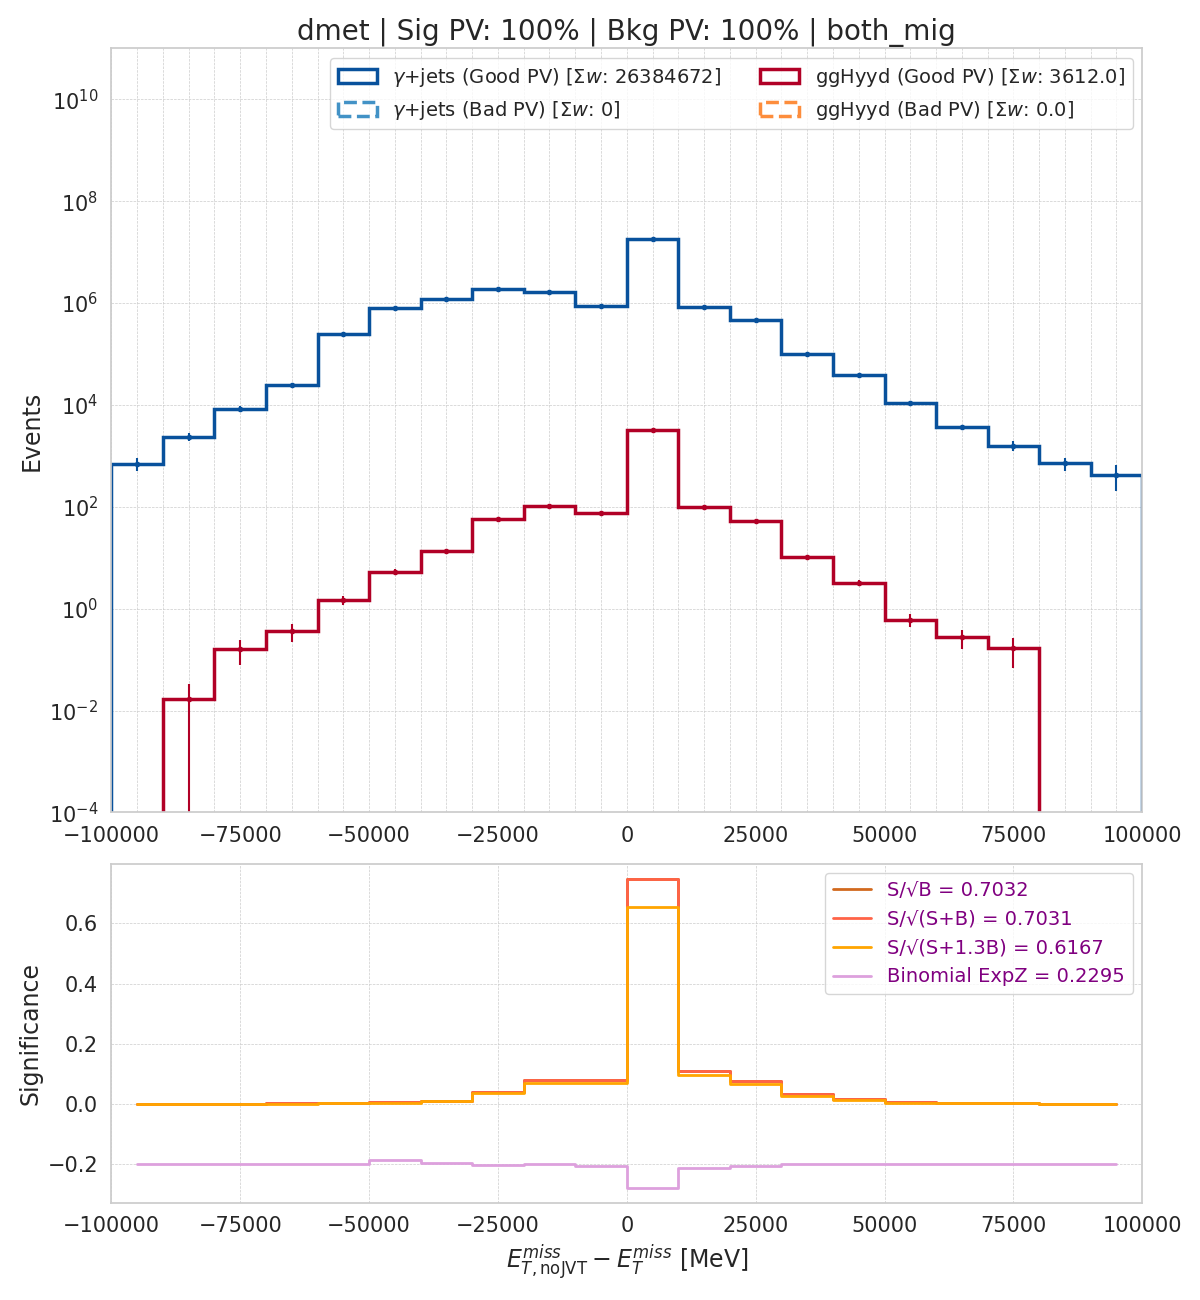 dmet | Sig PV: 100% | Bkg PV: 100% | both_mig
γ+jets (Good PV) [Σw: 26384672]
γ+jets (Bad PV) [Σw: 0]
ggHyyd (Good PV) [Σw: 3612.0]
ggHyyd (Bad PV) [Σw: 0.0]
Events
10^10
10^8
10^6
10^4
10^2
10^0
10^−2
10^−4
−100000 −75000 −50000 −25000 0 25000 50000 75000 100000
S/√B = 0.7032
S/√(S+B) = 0.7031
S/√(S+1.3B) = 0.6167
Binomial ExpZ = 0.2295
Significance
0.6
0.4
0.2
0.0
−0.2
−100000 −75000 −50000 −25000 0 25000 50000 75000 100000
E_{T,noJVT}^{miss} − E_T^{miss} [MeV]